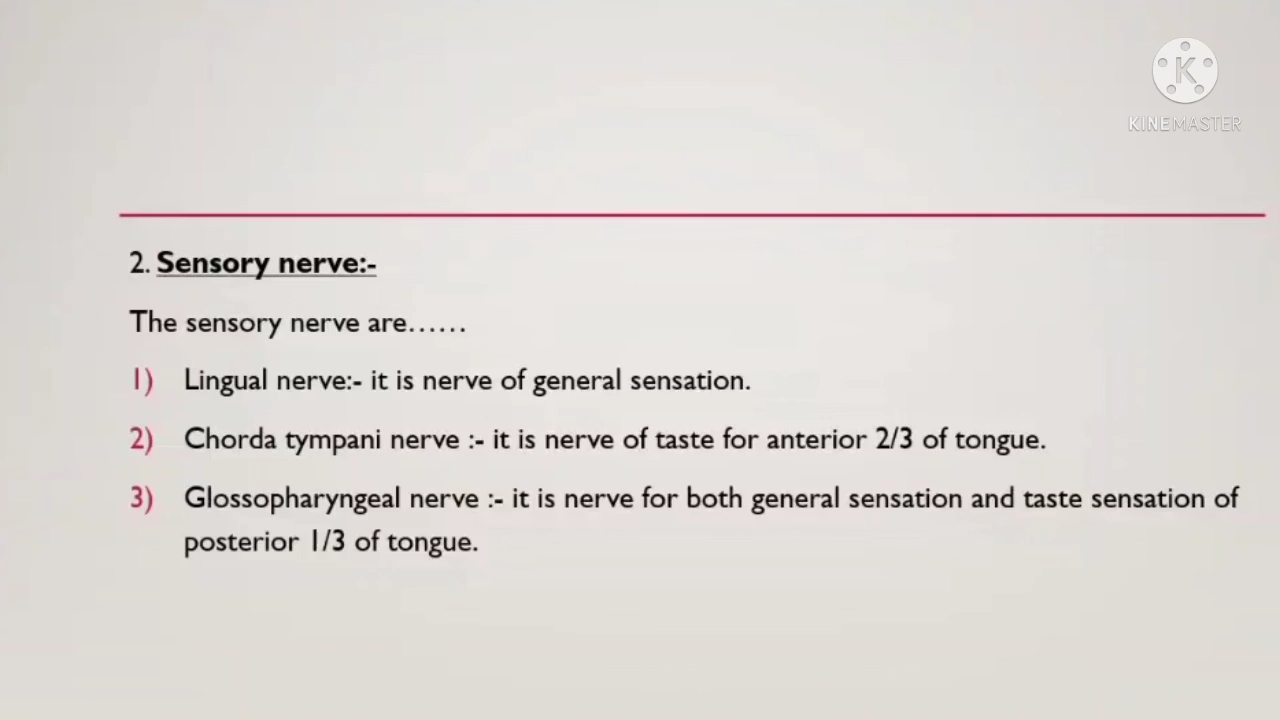 K
KINEMASTER
2. Sensory nerve:-
The sensory nerve are......
1) Lingual nerve:- it is nerve of general sensation.
2) Chorda tympani nerve :- it is nerve of taste for anterior 2/3 of tongue.
3) Glossopharyngeal nerve :- it is nerve for both general sensation and taste sensation of
posterior 1/3 of tongue.